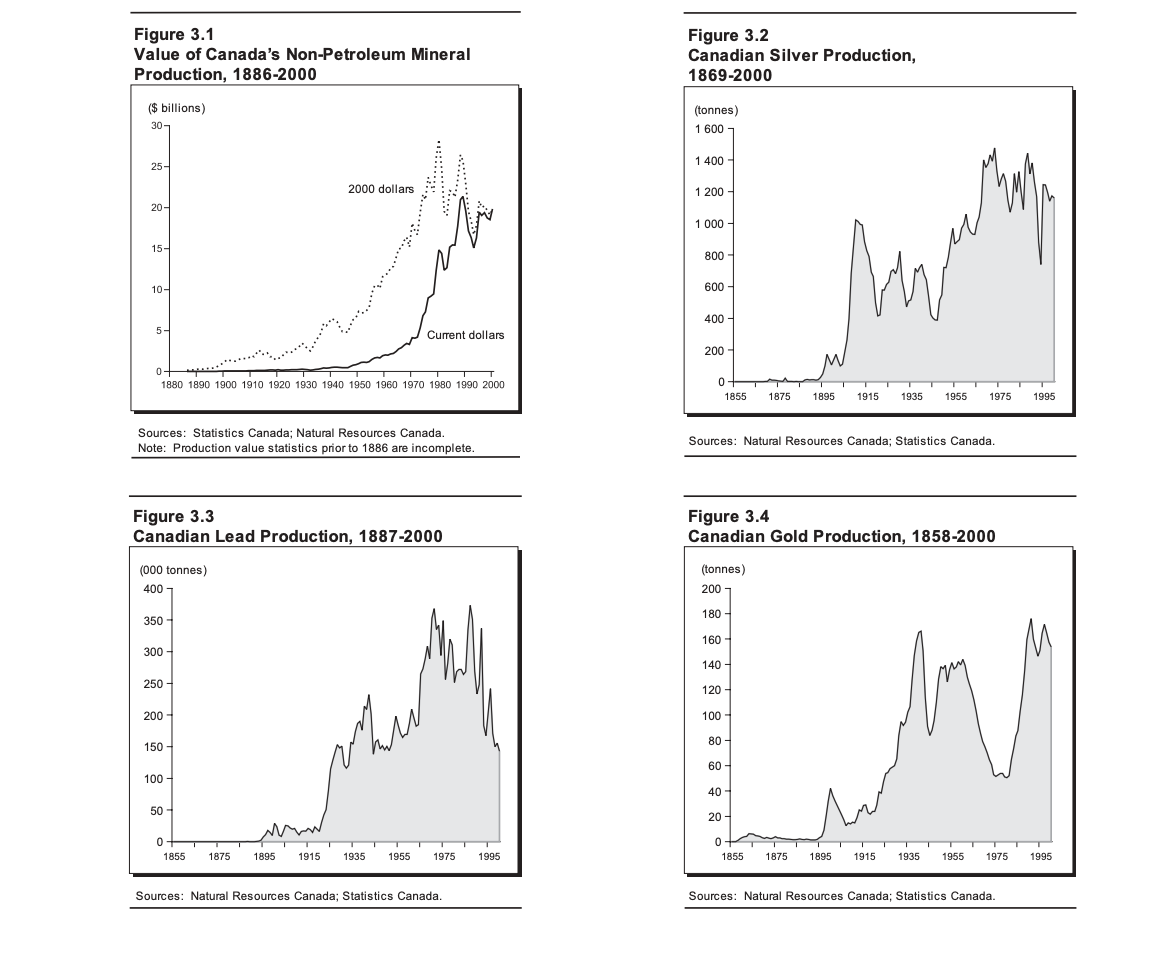 Figure 3.1
Value of Canada's Non-Petroleum Mineral
Production, 1886-2000
($ billions)
30
25
20
15
10
5
0
2000 dollars
Current dollars
1880 1890 1900 1910 1920 1930 1940 1950 1960 1970 1980 1990 2000
Sources: Statistics Canada; Natural Resources Canada.
Note: Production value statistics prior to 1886 are incomplete.
Figure 3.2
Canadian Silver Production,
1869-2000
(tonnes)
1 600
1 400
1 200
1 000
800
600
400
200
0
1855 1875 1895 1915 1935 1955 1975 1995
Sources: Natural Resources Canada; Statistics Canada.
Figure 3.3
Canadian Lead Production, 1887-2000
(000 tonnes)
400
350
300
250
200
150
100
50
0
1855 1875 1895 1915 1935 1955 1975 1995
Sources: Natural Resources Canada; Statistics Canada.
Figure 3.4
Canadian Gold Production, 1858-2000
(tonnes)
200
180
160
140
120
100
80
60
40
20
0
1855 1875 1895 1915 1935 1955 1975 1995
Sources: Natural Resources Canada; Statistics Canada.